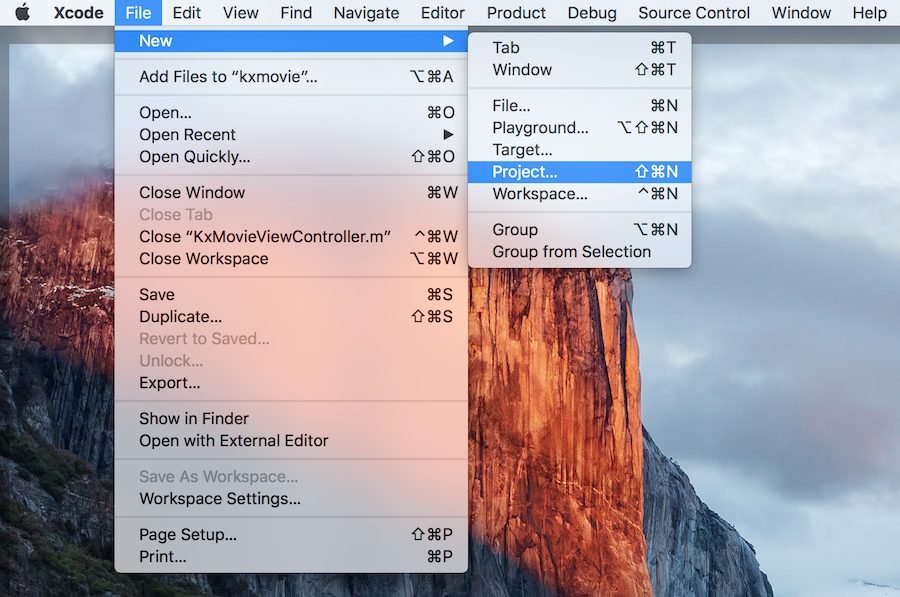 Xcode File Edit View Find Navigate Editor Product Debug Source Control Window Help
New ▶
Add Files to “kxmovie”... ⌥⌘A
Open... ⌘O
Open Recent ▶
Open Quickly... ⇧⌘O
Close Window ⌘W
Close Tab
Close “KxMovieViewController.m” ^⌘W
Close Workspace ⌥⌘W
Save ⌘S
Duplicate... ⇧⌘S
Revert to Saved...
Unlock...
Export...
Show in Finder
Open with External Editor
Save As Workspace...
Workspace Settings...
Page Setup... ⇧⌘P
Print... ⌘P
Tab ⌘T
Window ⇧⌘T
File... ⌘N
Playground... ⌥⇧⌘N
Target...
Project... ⇧⌘N
Workspace... ^⌘N
Group ⌥⌘N
Group from Selection